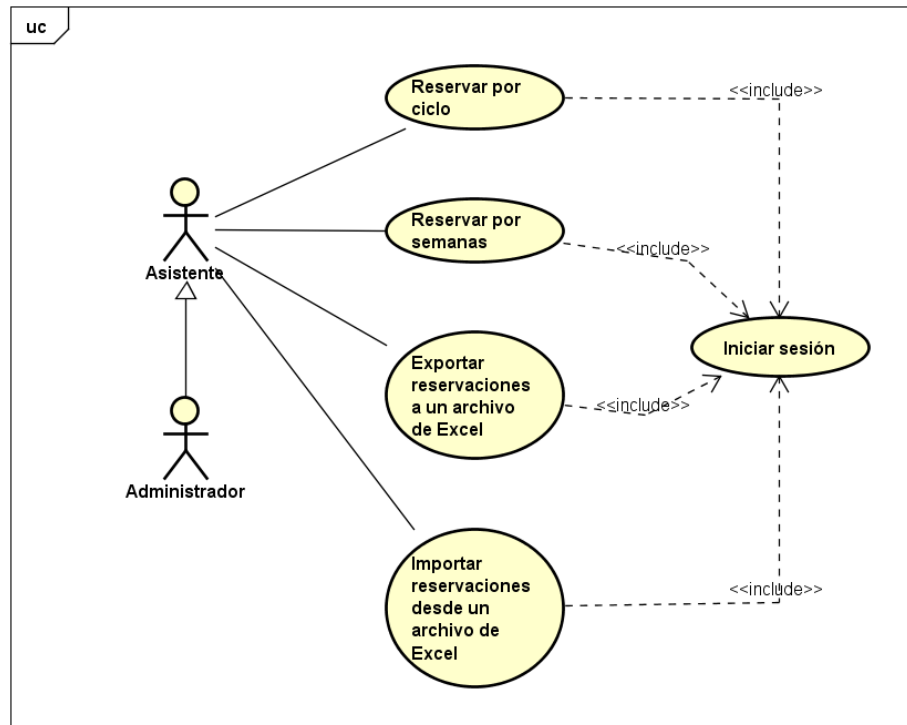 uc
Reservar por
ciclo
<<include>>
Reservar por
semanas
<<include>>
Asistente
Iniciar sesión
Exportar
reservaciones
a un archivo
de Excel
<<include>>
Administrador
Importar
reservaciones
desde un
archivo de
Excel
<<include>>